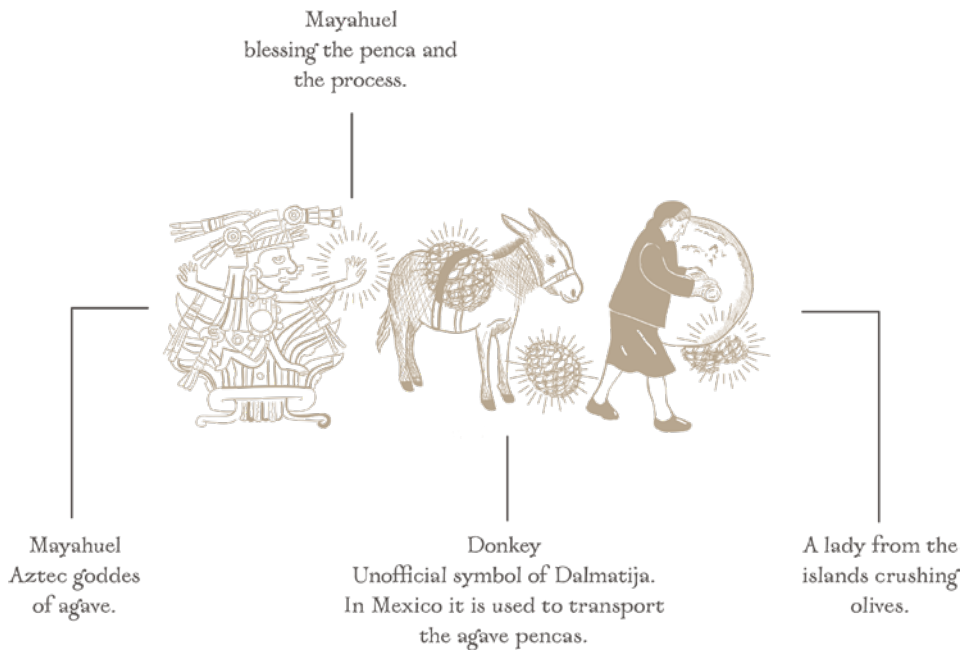 Mayahuel
blessing the penca and
the process.
Mayahuel
Aztec goddes
of agave.
Donkey
Unofficial symbol of Dalmatija.
In Mexico it is used to transport
the agave pencas.
A lady from the
islands crushing
olives.